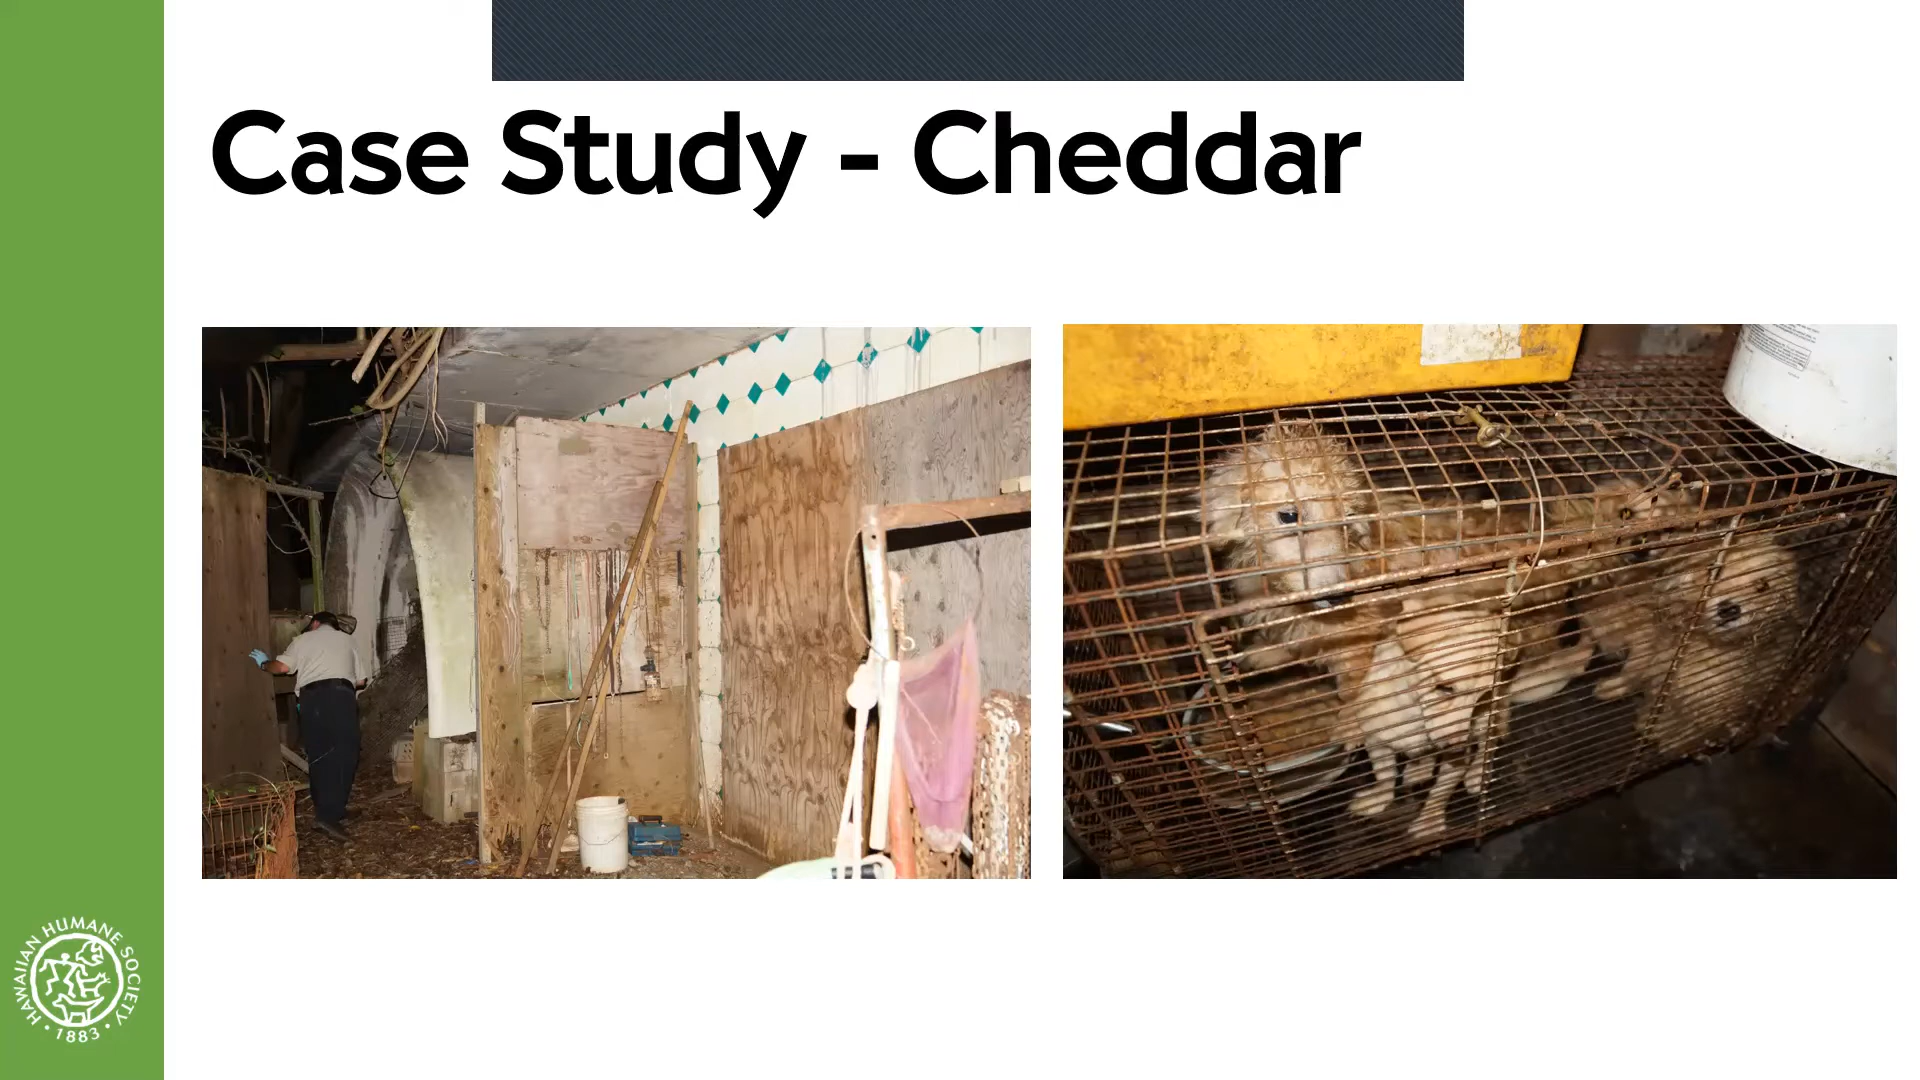 Case Study - Cheddar
HAWAIIAN HUMANE SOCIETY
• 1883 •